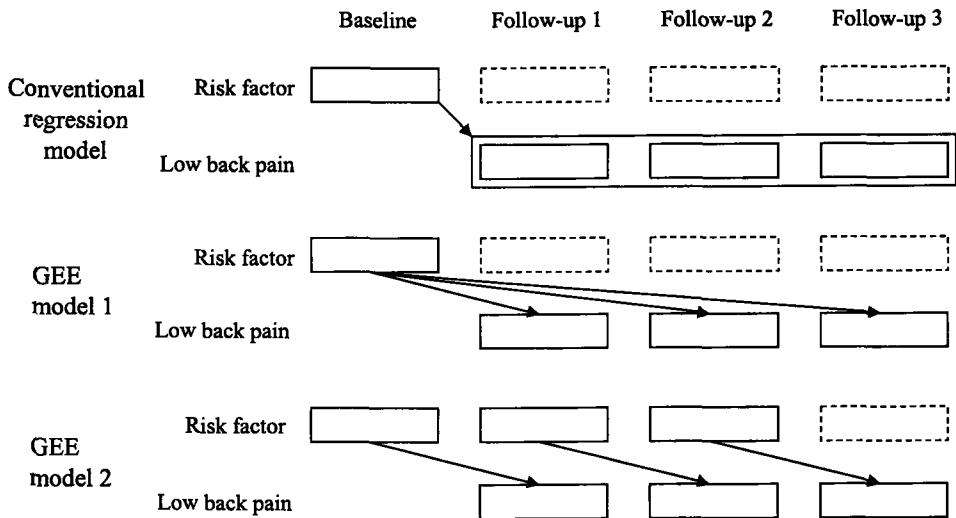 Baseline
Follow-up 1
Follow-up 2
Follow-up 3
Conventional
regression
model
Risk factor
Low back pain
GEE
model 1
Risk factor
Low back pain
GEE
model 2
Risk factor
Low back pain